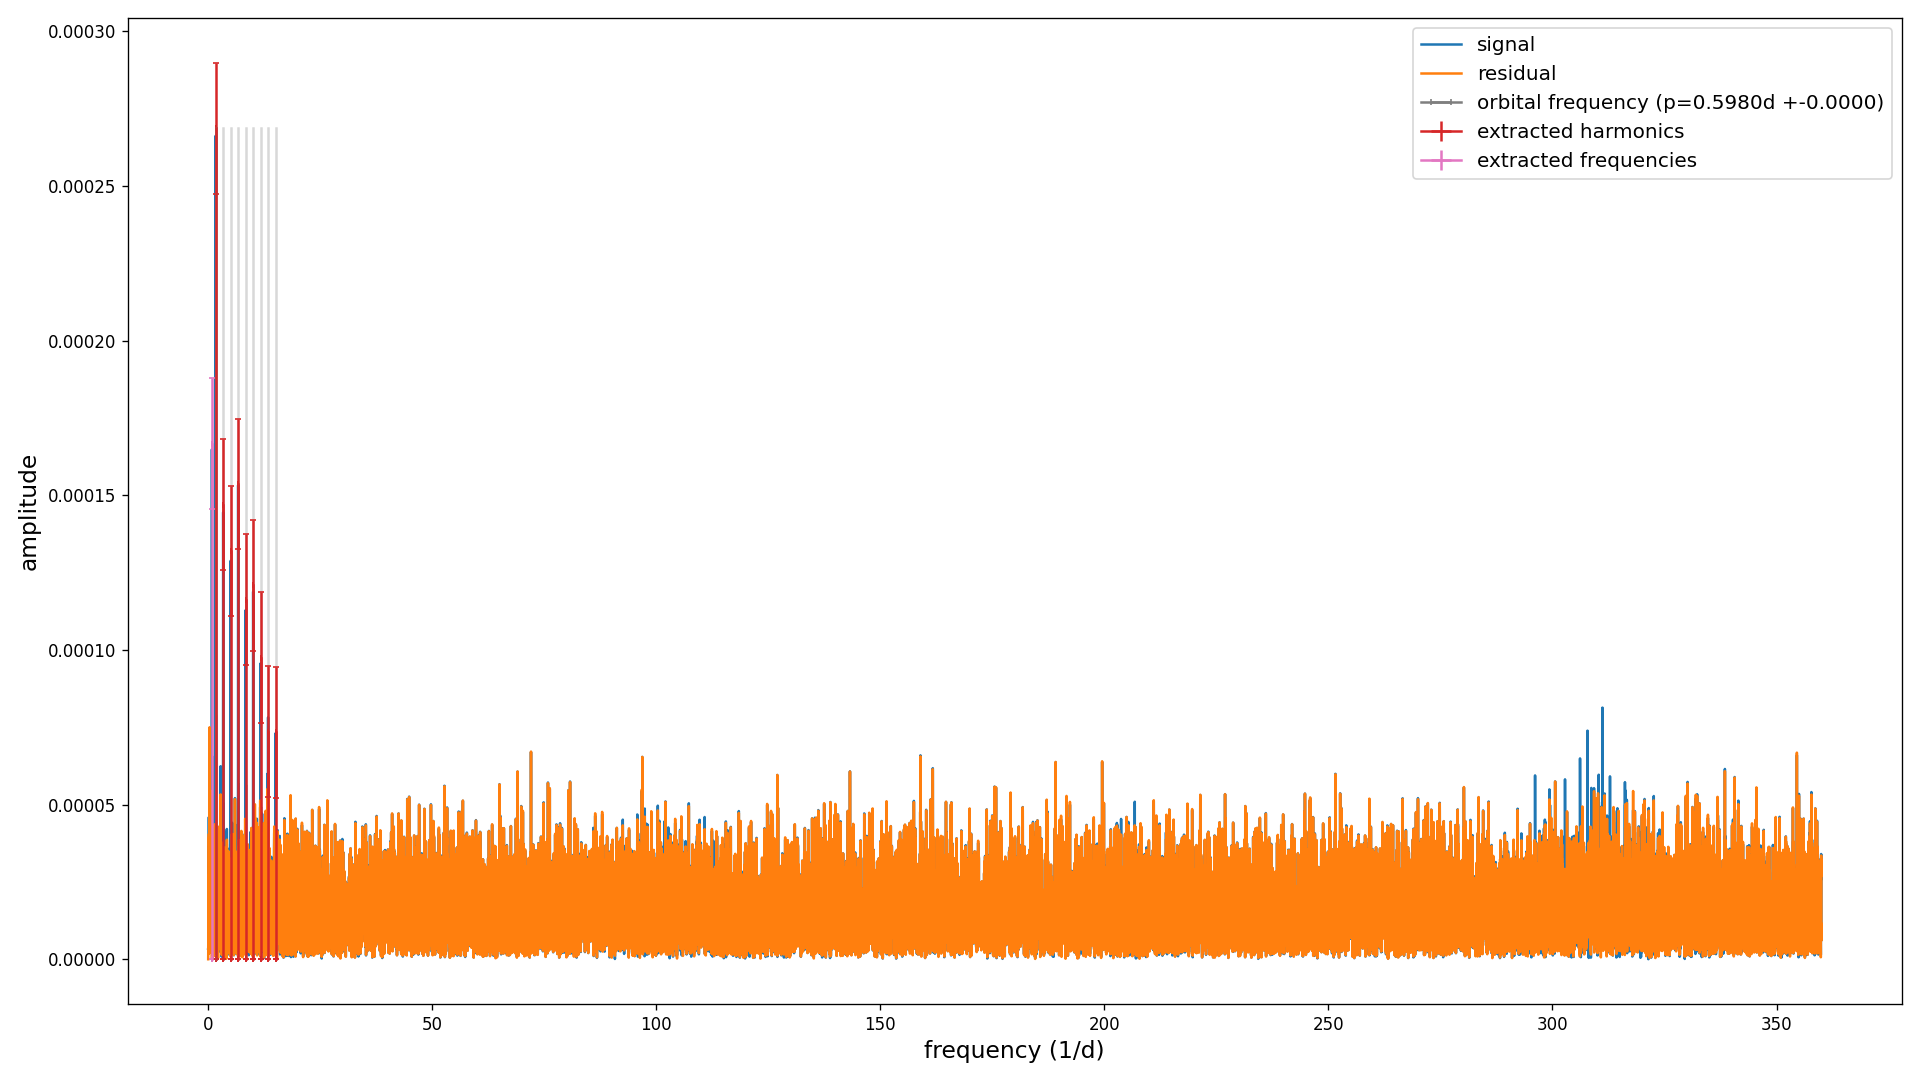 signal
residual
orbital frequency (p=0.5980d +-0.0000)
extracted harmonics
extracted frequencies
0.00030
0.00025
0.00020
0.00015
0.00010
0.00005
0.00000
amplitude
0 50 100 150 200 250 300 350
frequency (1/d)